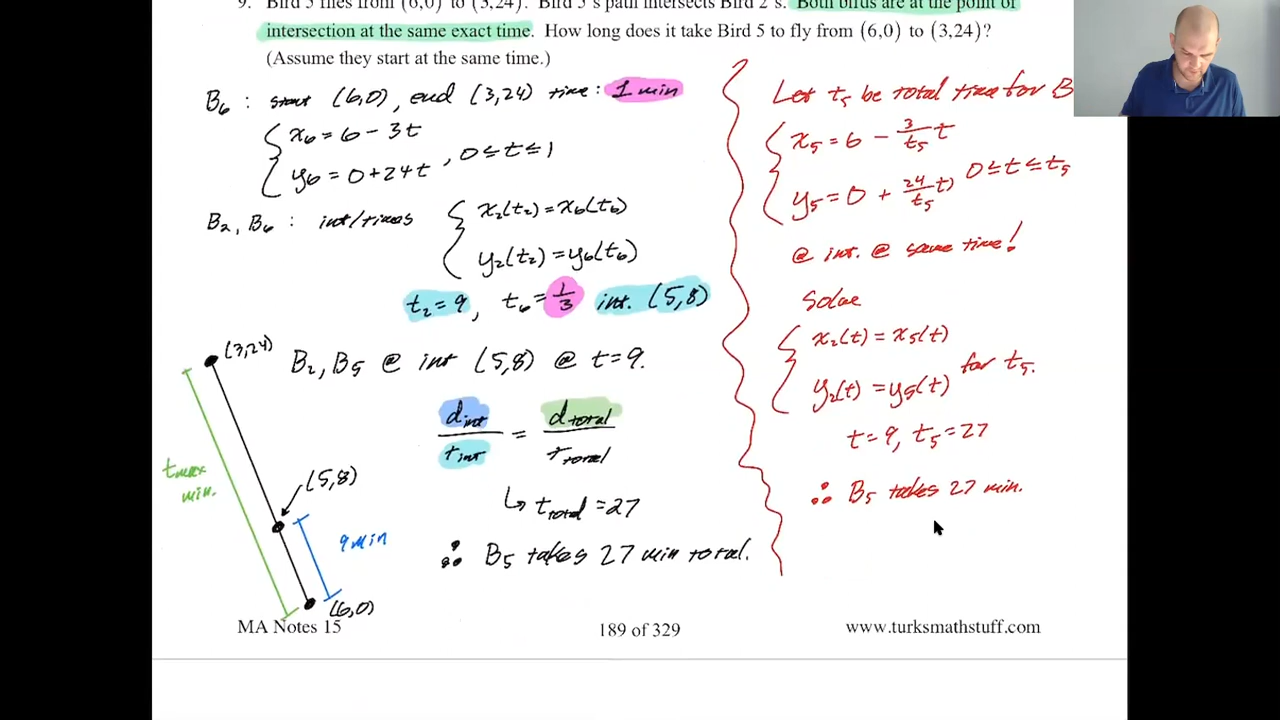 9. Bird 5 flies from (6,0) to (3,24). Bird 5's path intersects Bird 2's. Both birds are at the point of
intersection at the same exact time. How long does it take Bird 5 to fly from (6,0) to (3,24)?
(Assume they start at the same time.)
B₆ : start (6,0), end (3,24) time: 1 min
x₆ = 6 - 3t
y₆ = 0 + 24t , 0 ≤ t ≤ 1
B₂, B₆ : int/times
x₂(t₂) = x₆(t₆)
y₂(t₂) = y₆(t₆)
t₂ = 9, t₆ = 1/3 int. (5,8)
B₂, B₅ @ int (5,8) @ t = 9.
d_int / t_int = d_total / t_total
↳ t_total = 27
∴ B₅ takes 27 min total.
(3,24)
t_max
min.
(5,8)
9 min
(6,0)
Let t₅ be total time for B
x₅ = 6 - 3/t₅ t
y₅ = 0 + 24/t₅ t
0 ≤ t ≤ t₅
@ int. @ same time!
Solve
x₂(t) = x₅(t)
y₂(t) = y₅(t)
for t₅.
t = 9, t₅ = 27
∴ B₅ takes 27 min.
MA Notes 15
189 of 329
www.turksmathstuff.com